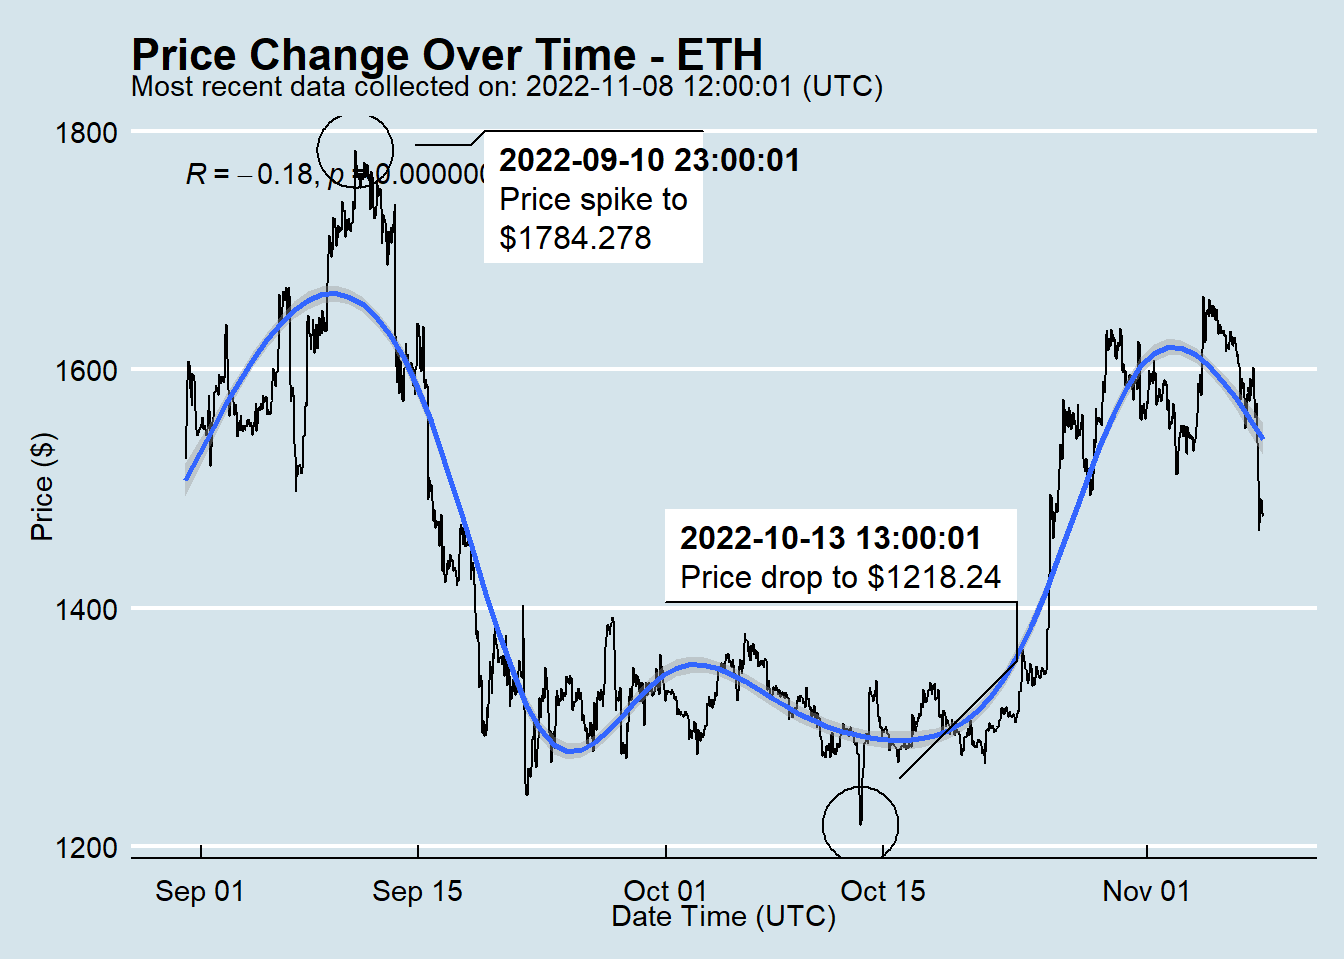 Price Change Over Time - ETH
Most recent data collected on: 2022-11-08 12:00:01 (UTC)
1800
R = −0.18, p = 0.000000
2022-09-10 23:00:01
Price spike to
$1784.278
1600
Price ($)
2022-10-13 13:00:01
Price drop to $1218.24
1400
1200
Sep 01
Sep 15
Oct 01
Oct 15
Nov 01
Date Time (UTC)